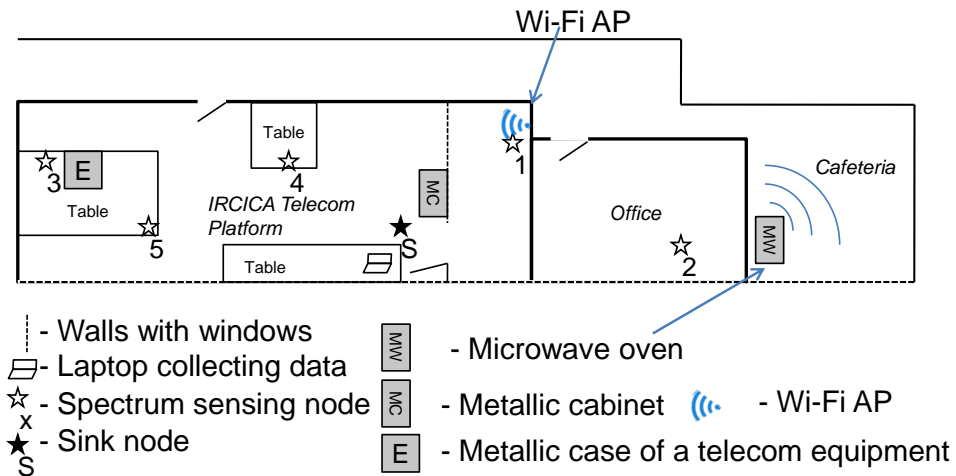 Wi-Fi AP
Table
1
Cafeteria
E
3
4
MC
Table
IRCICA Telecom
Platform
Office
5
S
2
MW
Table
- Walls with windows
- Laptop collecting data
x - Spectrum sensing node
S - Sink node
MW - Microwave oven
MC - Metallic cabinet
- Wi-Fi AP
E - Metallic case of a telecom equipment